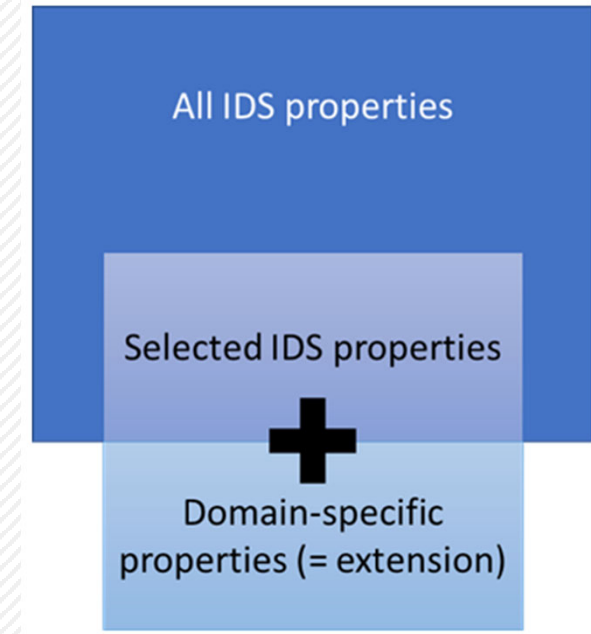 All IDS properties
Selected IDS properties
Domain-specific
properties (= extension)